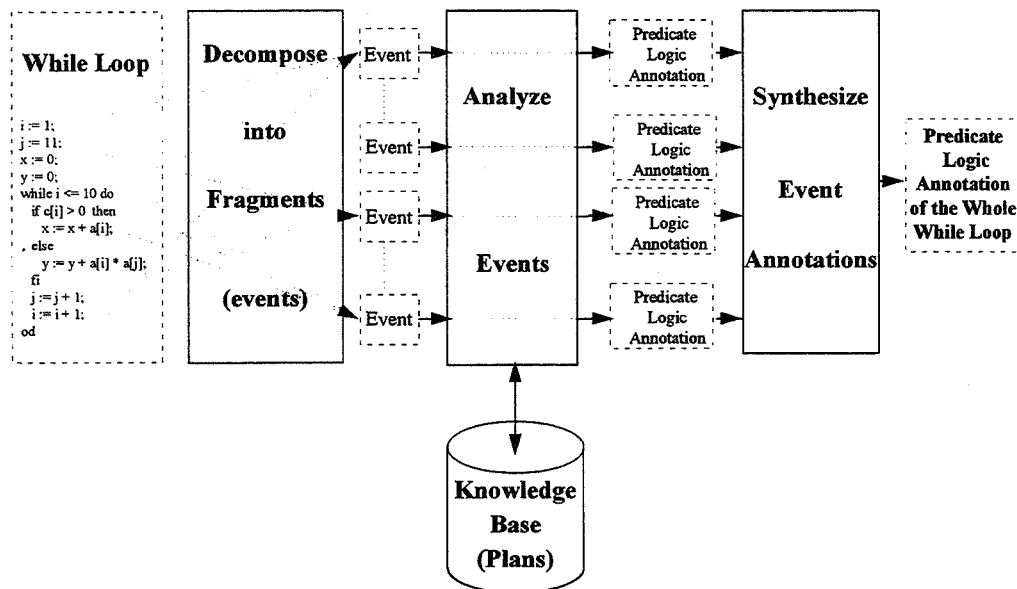 While Loop
i := 1;
j := 11;
x := 0;
y := 0;
while i <= 10 do
if c[i] > 0 then
x := x + a[i];
, else
y := y + a[i] * a[j];
fi
j := j + 1;
i := i + 1;
od
Decompose
into
Fragments
(events)
Event
Event
Event
Event
Analyze
Events
Predicate
Logic
Annotation
Predicate
Logic
Annotation
Predicate
Logic
Annotation
Predicate
Logic
Annotation
Synthesize
Event
Annotations
Predicate
Logic
Annotation
of the Whole
While Loop
Knowledge
Base
(Plans)